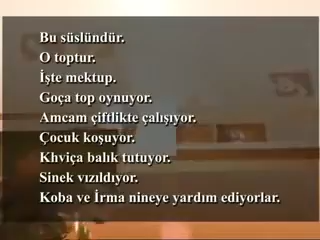 Bu süslündür.
O toptur.
İşte mektup.
Goça top oynuyor.
Amcam çiftlikte çalışıyor.
Çocuk koşuyor.
Khviça balık tutuyor.
Sinek vızıldıyor.
Koba ve İrma nineye yardım ediyorlar.